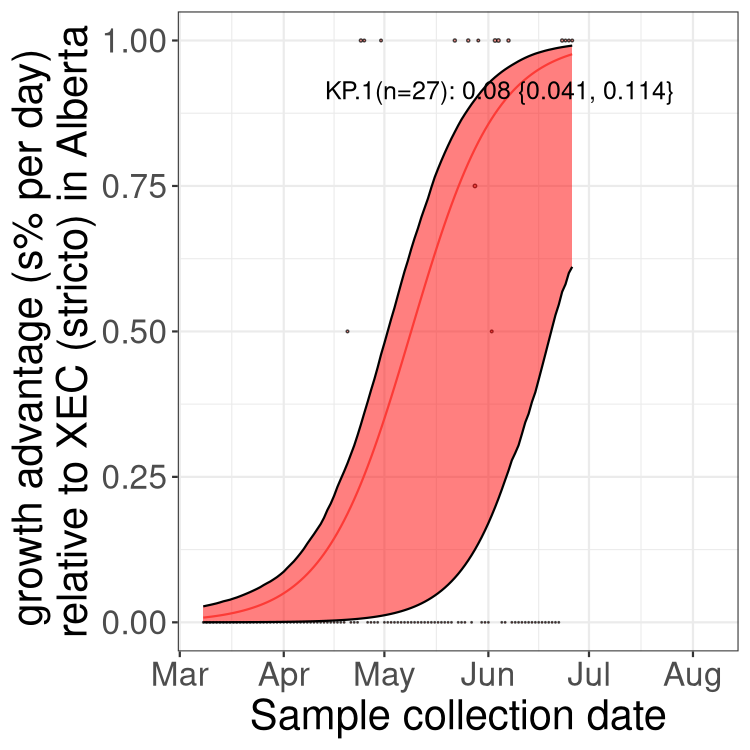 growth advantage (s% per day)
relative to XEC (stricto) in Alberta
1.00
0.75
0.50
0.25
0.00
KP.1(n=27): 0.08 {0.041, 0.114}
Mar Apr May Jun Jul Aug
Sample collection date